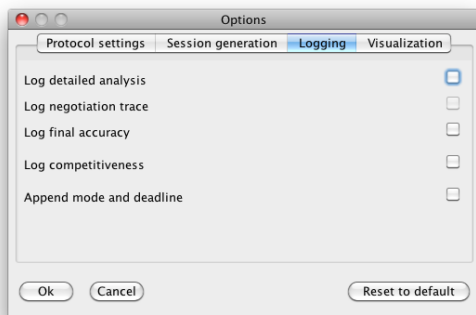 Options
Protocol settings Session generation Logging Visualization
Log detailed analysis
Log negotiation trace
Log final accuracy
Log competitiveness
Append mode and deadline
Ok Cancel Reset to default